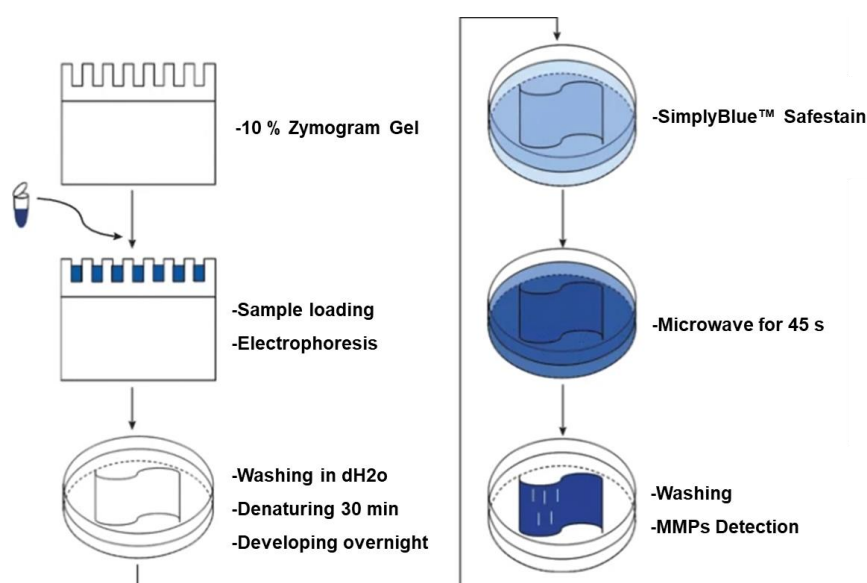 -10 % Zymogram Gel
-Sample loading
-Electrophoresis
-Washing in dH2o
-Denaturing 30 min
-Developing overnight
-SimplyBlue™ Safestain
-Microwave for 45 s
-Washing
-MMPs Detection